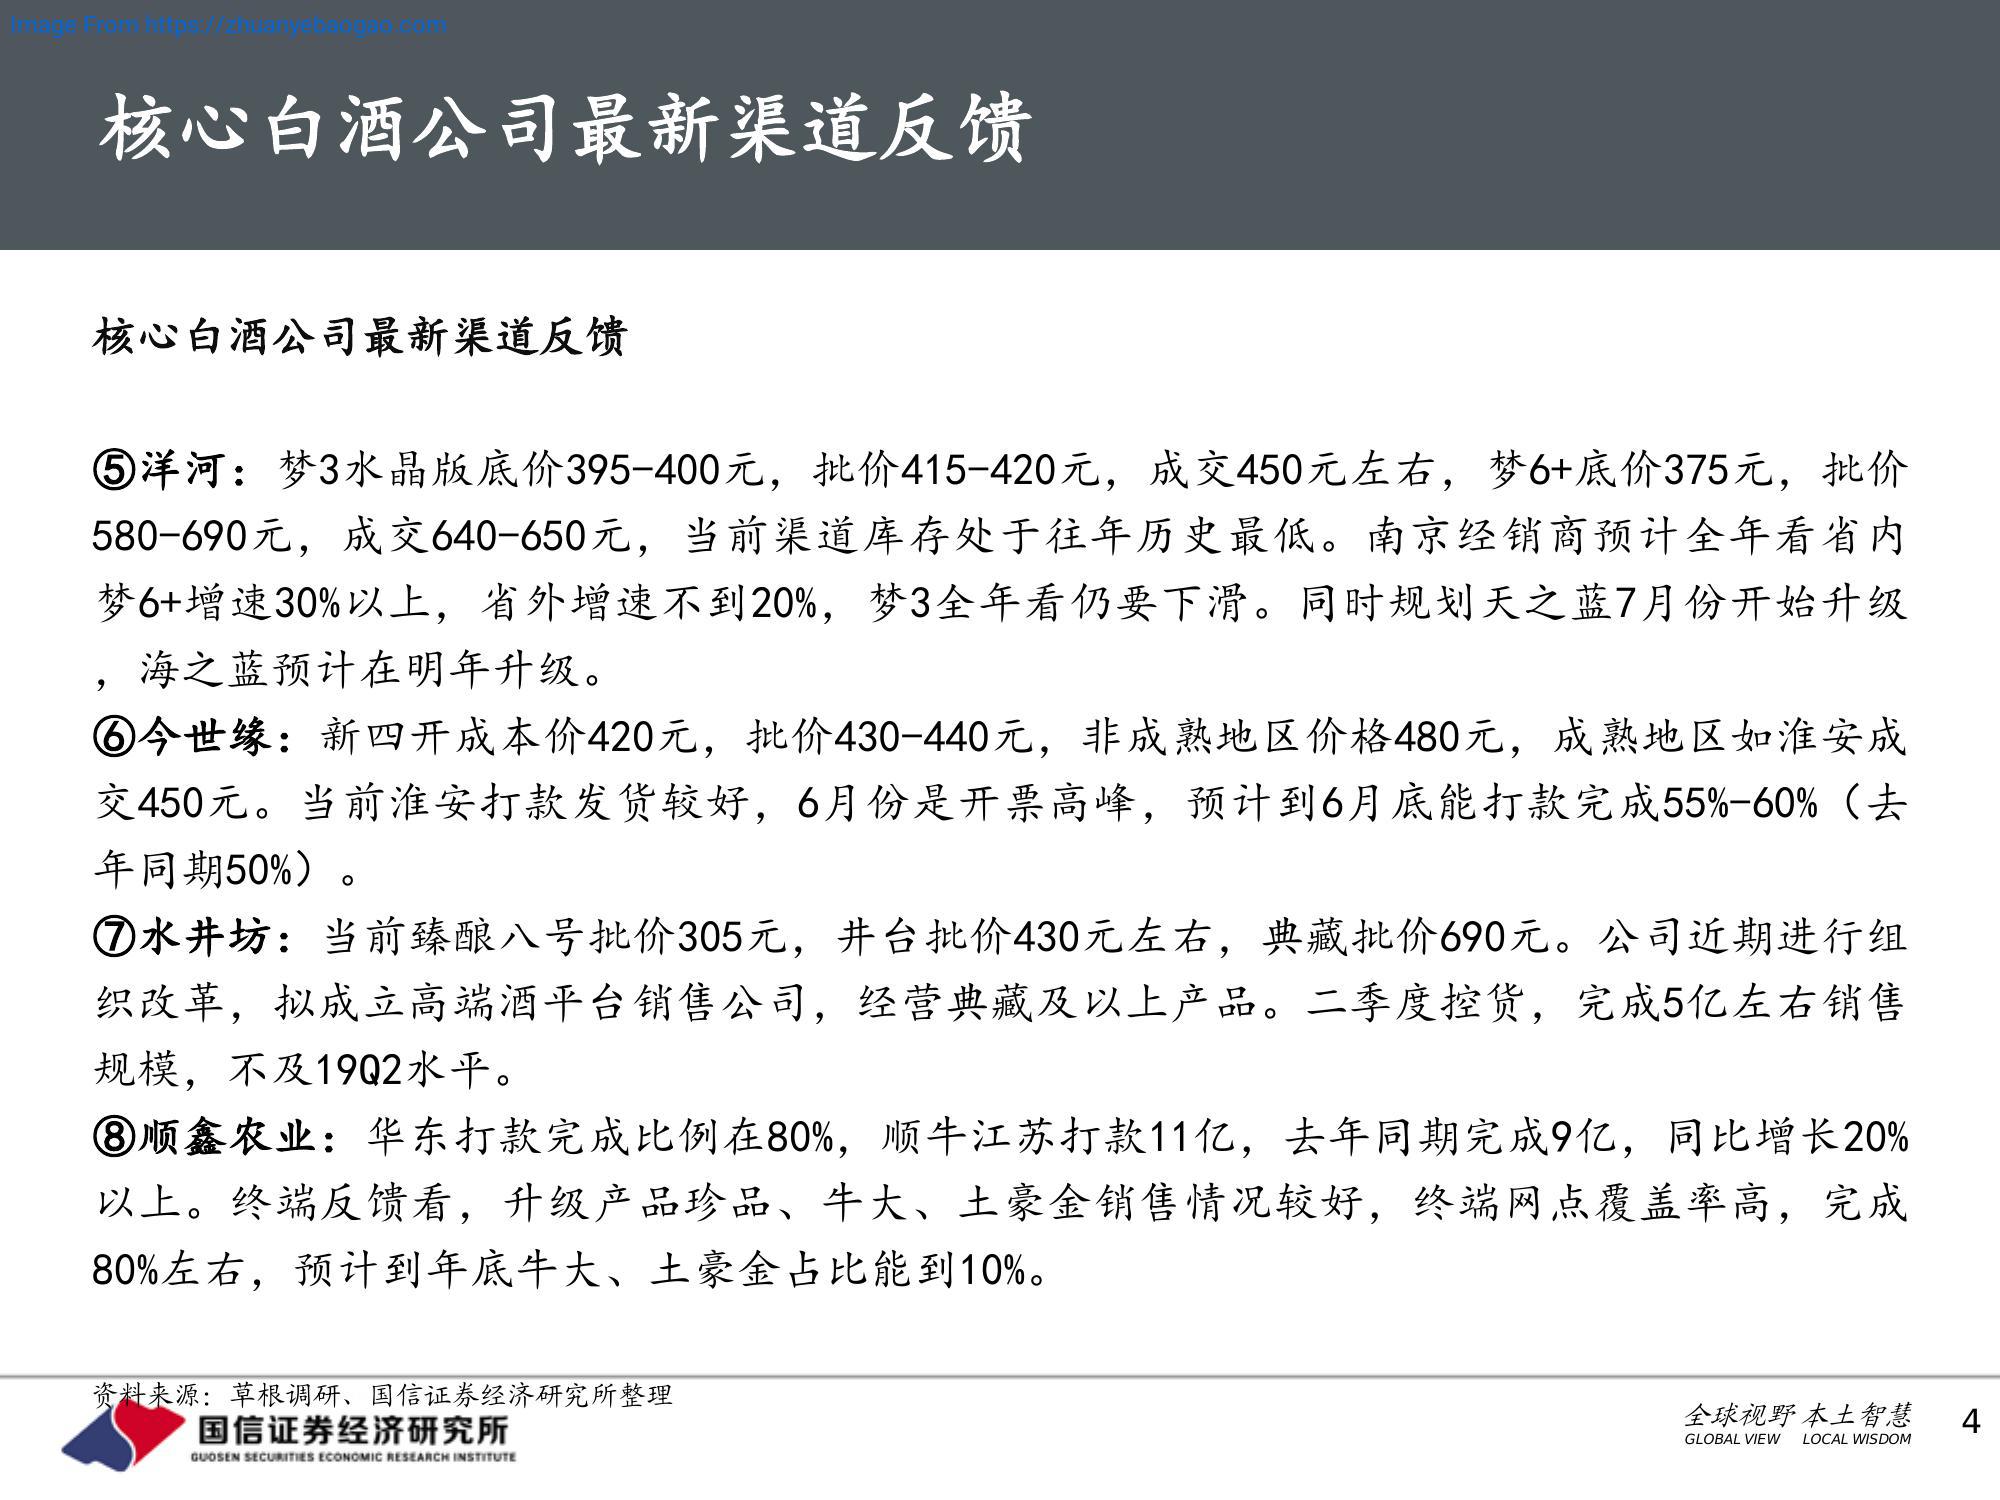 Image From https://zhuanyebaogao.com
核心白酒公司最新渠道反馈
核心白酒公司最新渠道反馈
⑤洋河：梦3水晶版底价395-400元，批价415-420元，成交450元左右，梦6+底价375元，批价
580-690元，成交640-650元，当前渠道库存处于往年历史最低。南京经销商预计全年看省内
梦6+增速30%以上，省外增速不到20%，梦3全年看仍要下滑。同时规划天之蓝7月份开始升级
，海之蓝预计在明年升级。
⑥今世缘：新四开成本价420元，批价430-440元，非成熟地区价格480元，成熟地区如淮安成
交450元。当前淮安打款发货较好，6月份是开票高峰，预计到6月底能打款完成55%-60%（去
年同期50%）。
⑦水井坊：当前臻酿八号批价305元，井台批价430元左右，典藏批价690元。公司近期进行组
织改革，拟成立高端酒平台销售公司，经营典藏及以上产品。二季度控货，完成5亿左右销售
规模，不及19Q2水平。
⑧顺鑫农业：华东打款完成比例在80%，顺牛江苏打款11亿，去年同期完成9亿，同比增长20%
以上。终端反馈看，升级产品珍品、牛大、土豪金销售情况较好，终端网点覆盖率高，完成
80%左右，预计到年底牛大、土豪金占比能到10%。
资料来源：草根调研、国信证券经济研究所整理
国信证券经济研究所
GUOSEN SECURITIES ECONOMIC RESEARCH INSTITUTE
全球视野 本土智慧
GLOBAL VIEW LOCAL WISDOM
4